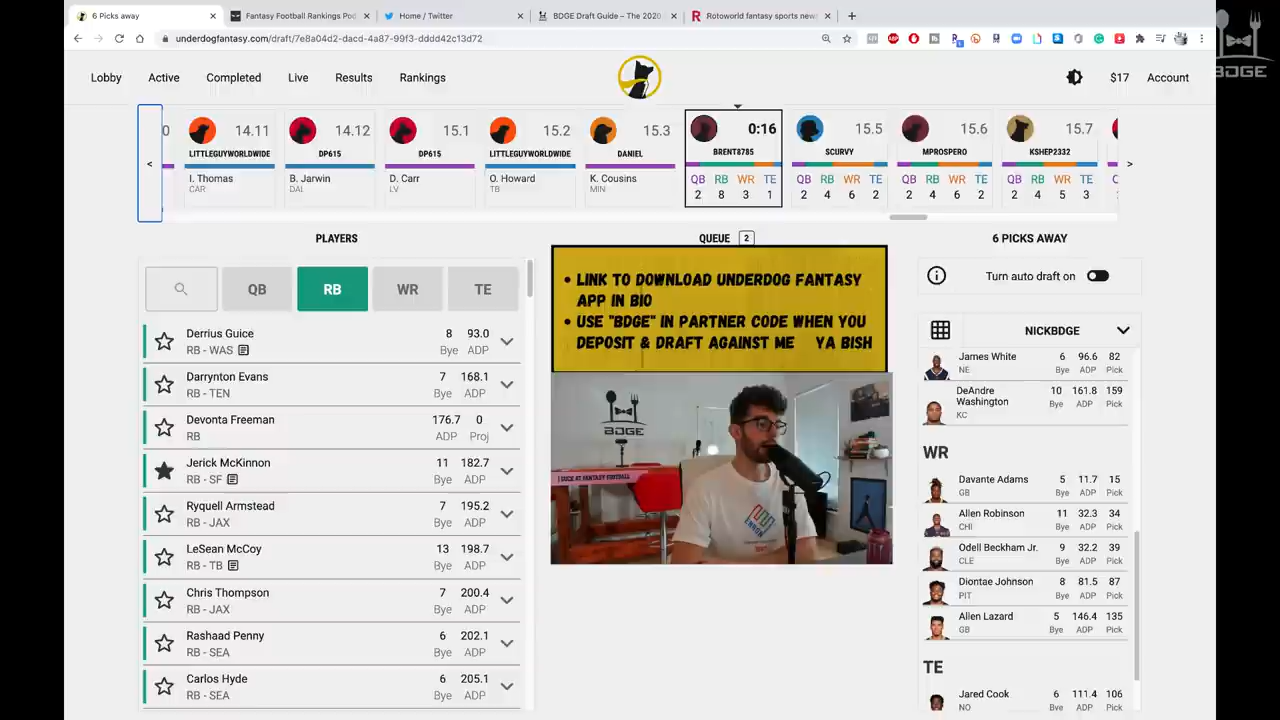 6 Picks away
Fantasy Football Rankings Pod
Home / Twitter
BDGE Draft Guide – The 2020
Rotoworld fantasy sports news
underdogfantasy.com/draft/7e8a04d2-dacd-4a87-99f3-dddd42c13d72
BDGE
Lobby
Active
Completed
Live
Results
Rankings
$17
Account
0
14.11
LITTLEGUYWORLDWIDE
I. Thomas
CAR
14.12
DP615
B. Jarwin
DAL
15.1
DP615
D. Carr
LV
15.2
LITTLEGUYWORLDWIDE
O. Howard
TB
15.3
DANIEL
K. Cousins
MIN
0:16
BRENT8785
QB RB WR TE
2 8 3 1
15.5
SCURVY
QB RB WR TE
2 4 6 2
15.6
MPROSPERO
QB RB WR TE
2 4 6 2
15.7
KSHEP2332
QB RB WR TE
2 4 5 3
PLAYERS
QB
RB
WR
TE
Derrius Guice 8 93.0
RB - WAS Bye ADP
Darrynton Evans 7 168.1
RB - TEN Bye ADP
Devonta Freeman 176.7 0
RB ADP Proj
Jerick McKinnon 11 182.7
RB - SF Bye ADP
Ryquell Armstead 7 195.2
RB - JAX Bye ADP
LeSean McCoy 13 198.7
RB - TB Bye ADP
Chris Thompson 7 200.4
RB - JAX Bye ADP
Rashaad Penny 6 202.1
RB - SEA Bye ADP
Carlos Hyde 6 205.1
RB - SEA Bye ADP
QUEUE 2
• LINK TO DOWNLOAD UNDERDOG FANTASY
APP IN BIO
• USE "BDGE" IN PARTNER CODE WHEN YOU
DEPOSIT & DRAFT AGAINST ME YA BISH
BDGE
I SUCK AT FANTASY FOOTBALL
ENRON
6 PICKS AWAY
Turn auto draft on
NICKBDGE
James White 6 96.6 82
NE Bye ADP Pick
DeAndre
Washington 10 161.8 159
KC Bye ADP Pick
WR
Davante Adams 5 11.7 15
GB Bye ADP Pick
Allen Robinson 11 32.3 34
CHI Bye ADP Pick
Odell Beckham Jr. 9 32.2 39
CLE Bye ADP Pick
Diontae Johnson 8 81.5 87
PIT Bye ADP Pick
Allen Lazard 5 146.4 135
GB Bye ADP Pick
TE
Jared Cook 6 111.4 106
NO Bye ADP Pick